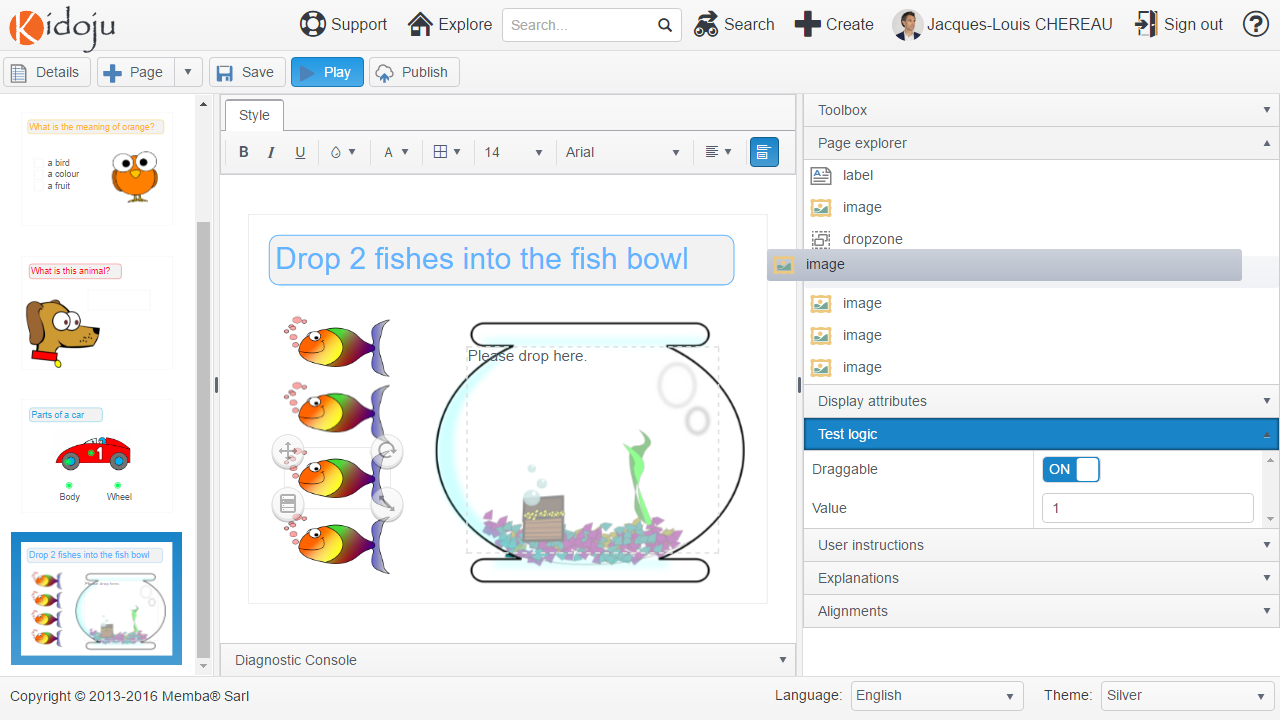 Kidoju
Support
Explore
Search...
Search
Create
Jacques-Louis CHEREAU
Sign out
Details
Page
Save
Play
Publish
What is the meaning of orange?
a bird
a colour
a fruit
What is this animal?
Parts of a car
1
Body
Wheel
Drop 2 fishes into the fish bowl
Please drop here.
Style
B I U
A
14
Arial
Drop 2 fishes into the fish bowl
Please drop here.
Diagnostic Console
Toolbox
Page explorer
label
image
dropzone
image
image
image
image
Display attributes
Test logic
Draggable
ON
Value
1
User instructions
Explanations
Alignments
Copyright © 2013-2016 Memba® Sarl
Language:
English
Theme:
Silver